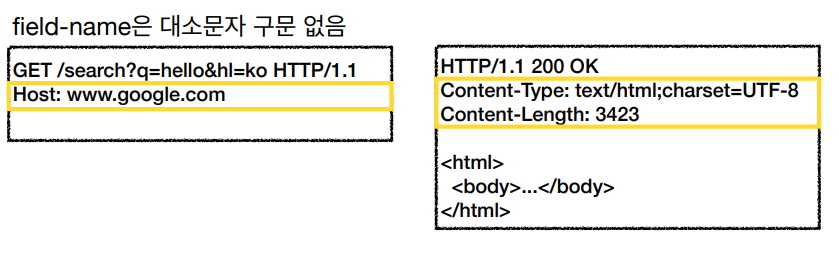 field-name은 대소문자 구문 없음
GET /search?q=hello&hl=ko HTTP/1.1
Host: www.google.com
HTTP/1.1 200 OK
Content-Type: text/html;charset=UTF-8
Content-Length: 3423
<html>
<body>...</body>
</html>